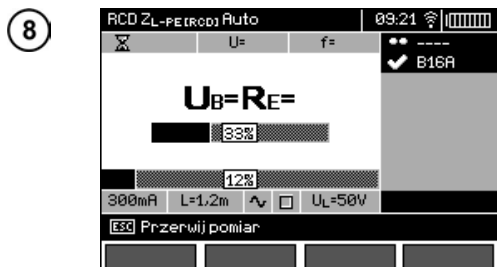 8
RCD ZL-PE[RCD] Auto 09:21
U= f= ----
B16A
UB=RE=
33%
12%
300mA L=1,2m UL=50V
ESC Przerwij pomiar